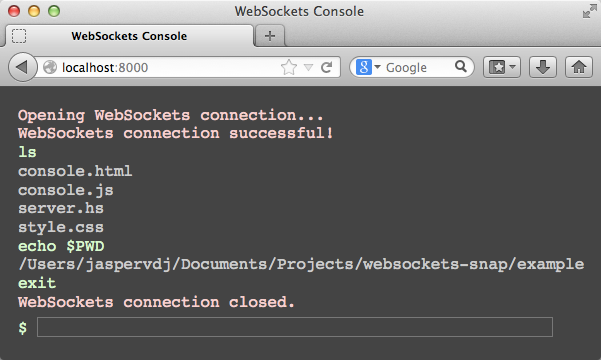 WebSockets Console
WebSockets Console
localhost:8000
Google
Opening WebSockets connection...
WebSockets connection successful!
ls
console.html
console.js
server.hs
style.css
echo $PWD
/Users/jaspervdj/Documents/Projects/websockets-snap/example
exit
WebSockets connection closed.
$